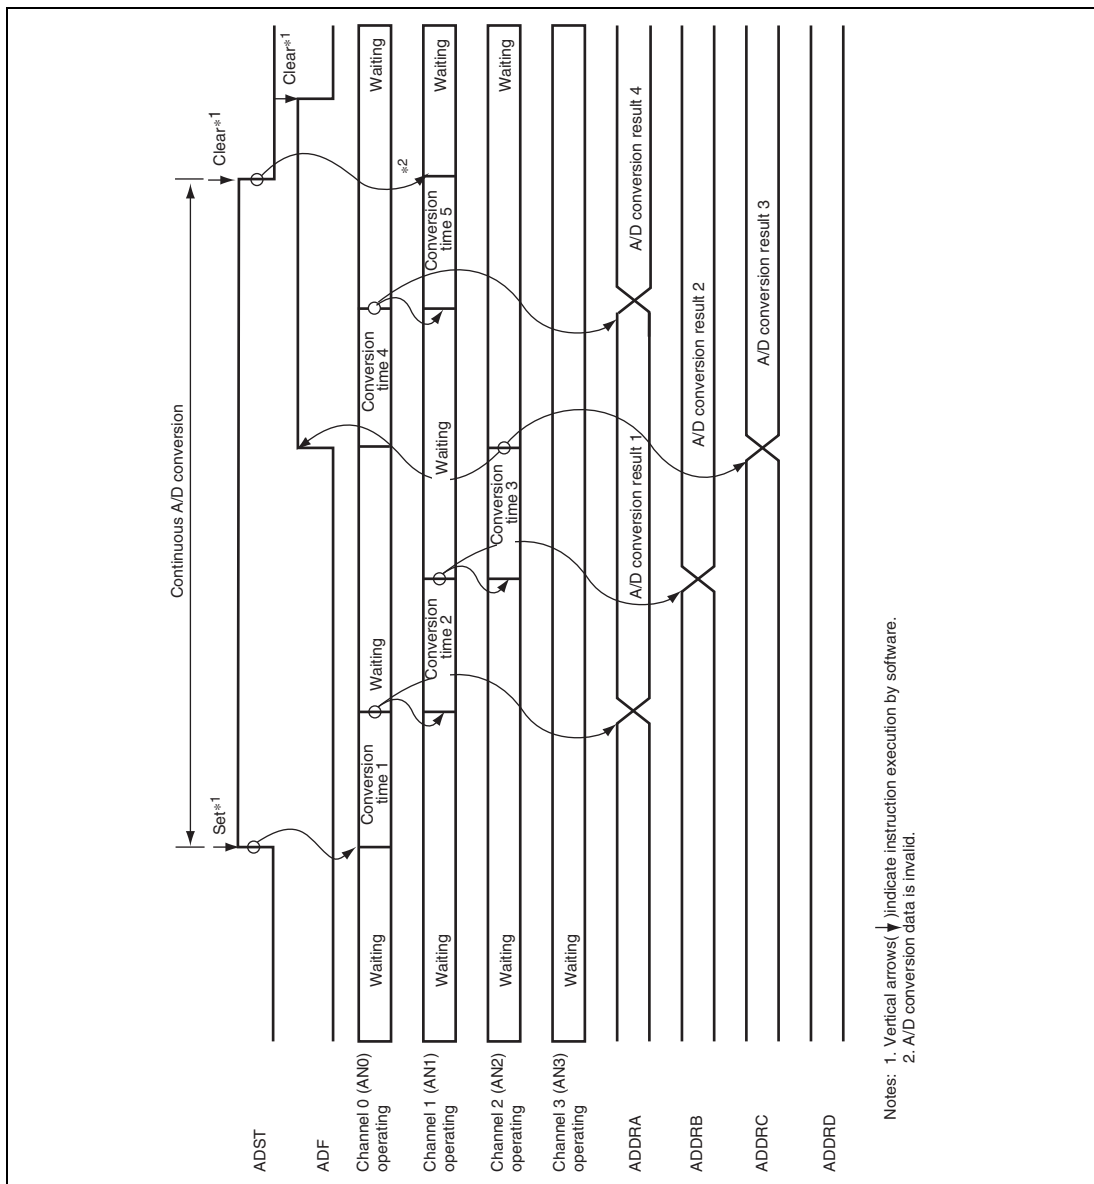 Continuous A/D conversion
Set*1
Clear*1
Clear*1
ADST
ADF
Channel 0 (AN0)
operating
Waiting
Conversion
time 1
Waiting
Conversion
time 4
Waiting
Channel 1 (AN1)
operating
Waiting
Conversion
time 2
Waiting
Conversion
time 5
*2
Waiting
Channel 2 (AN2)
operating
Waiting
Conversion
time 3
Waiting
Channel 3 (AN3)
operating
Waiting
ADDRA
A/D conversion result 1
A/D conversion result 4
ADDRB
A/D conversion result 2
ADDRC
A/D conversion result 3
ADDRD
Notes: 1. Vertical arrows( )indicate instruction execution by software.
2. A/D conversion data is invalid.